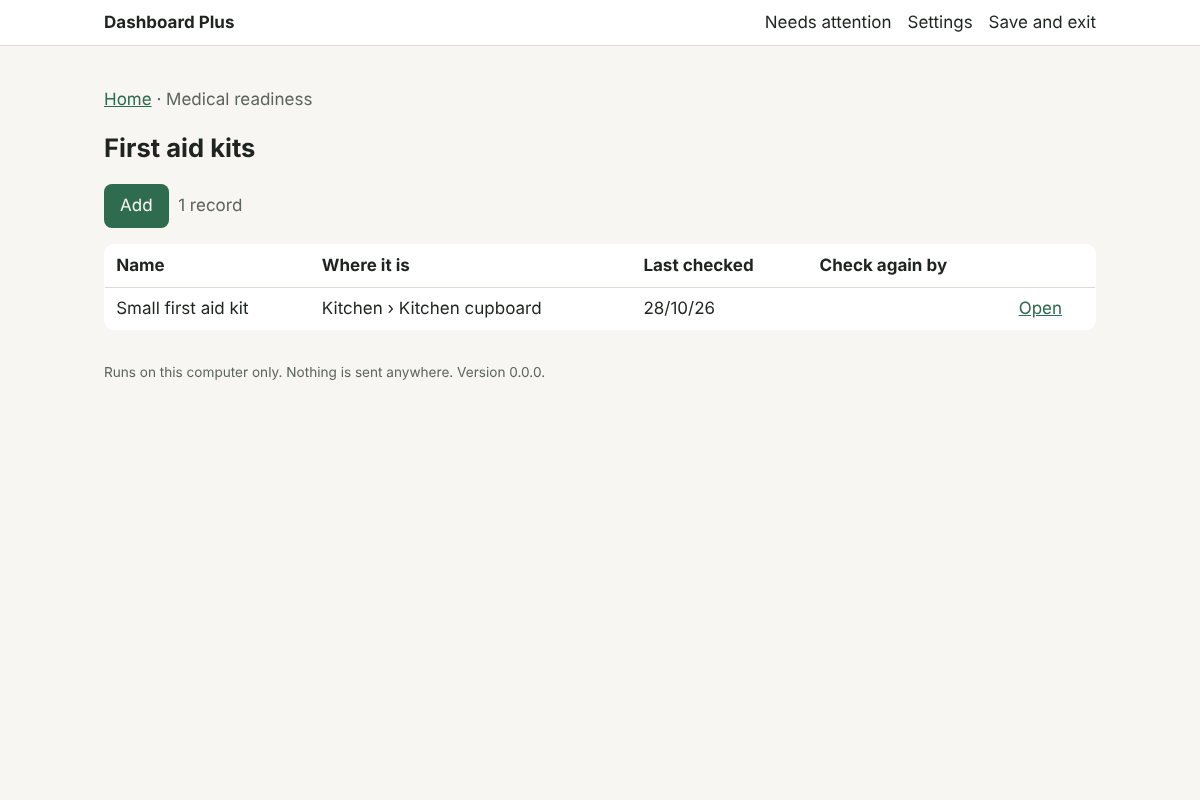 Dashboard Plus Needs attention Settings Save and exit
Home · Medical readiness
First aid kits
Add 1 record
Name Where it is Last checked Check again by
Small first aid kit Kitchen › Kitchen cupboard 28/10/26 Open
Runs on this computer only. Nothing is sent anywhere. Version 0.0.0.